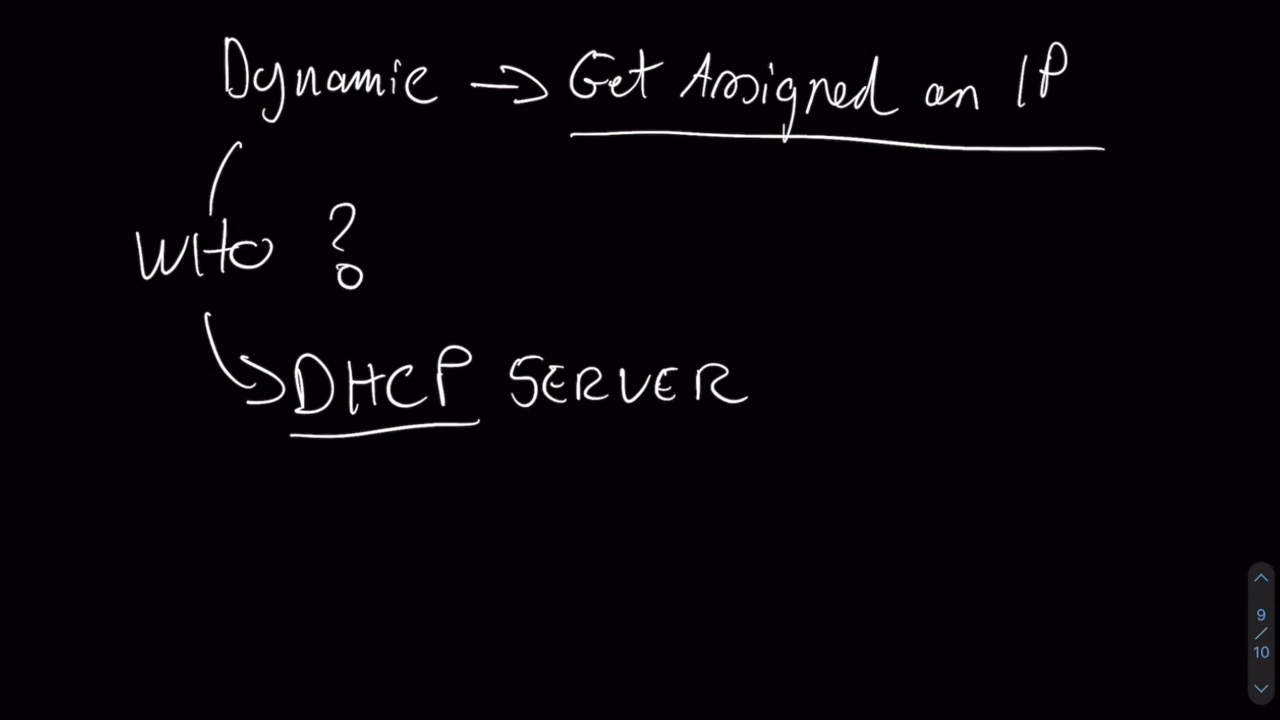 Dynamic → Get Assigned an IP
WHO ?
DHCP SERVER
9
/
10